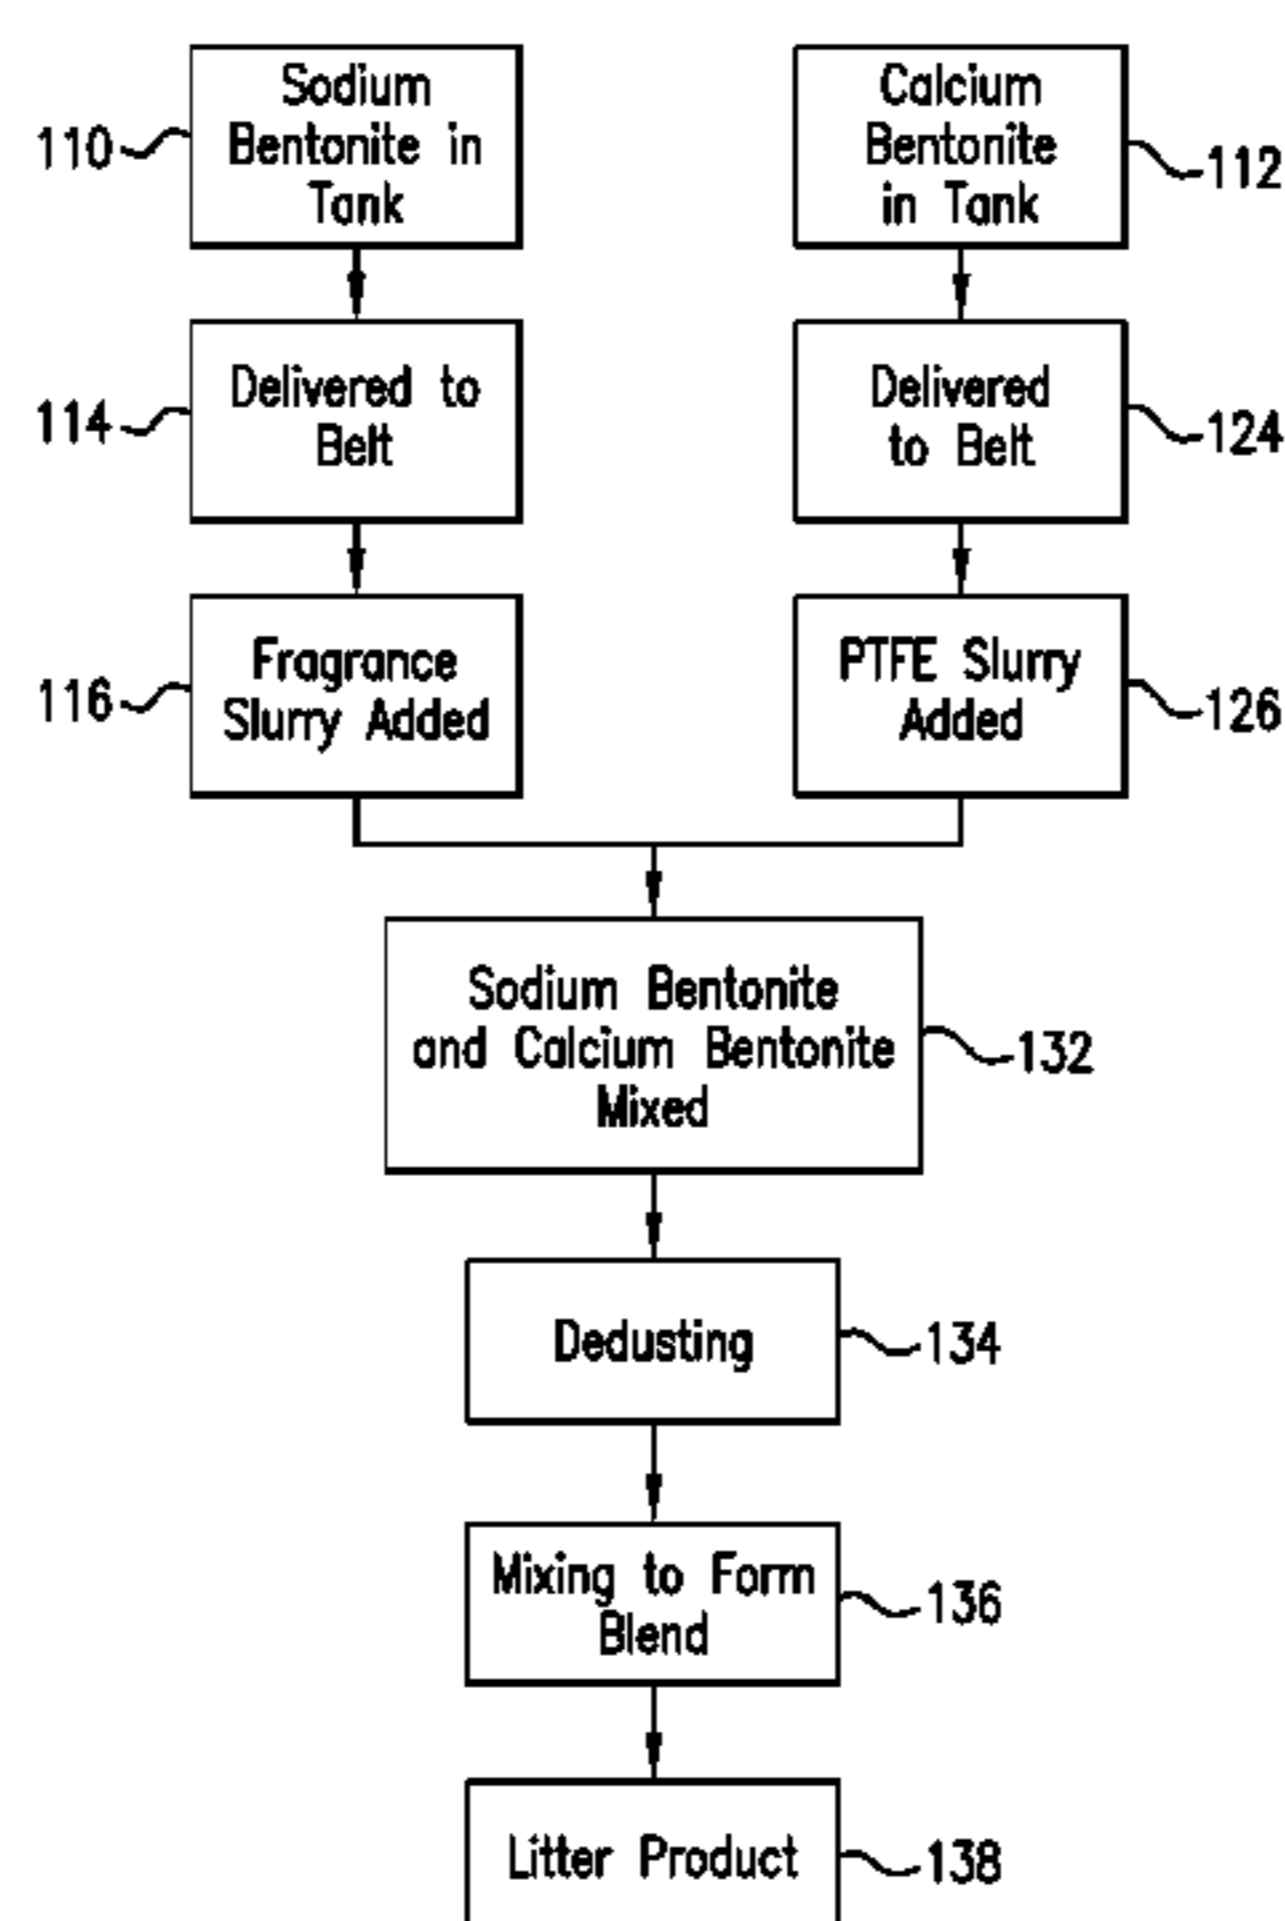 Sodium
Bentonite in
Tank
110
Calcium
Bentonite
in Tank
112
Delivered to
Belt
114
Delivered
to Belt
124
Fragrance
Slurry Added
116
PTFE Slurry
Added
126
Sodium Bentonite
and Calcium Bentonite
Mixed
132
Dedusting
134
Mixing to Form
Blend
136
Litter Product
138